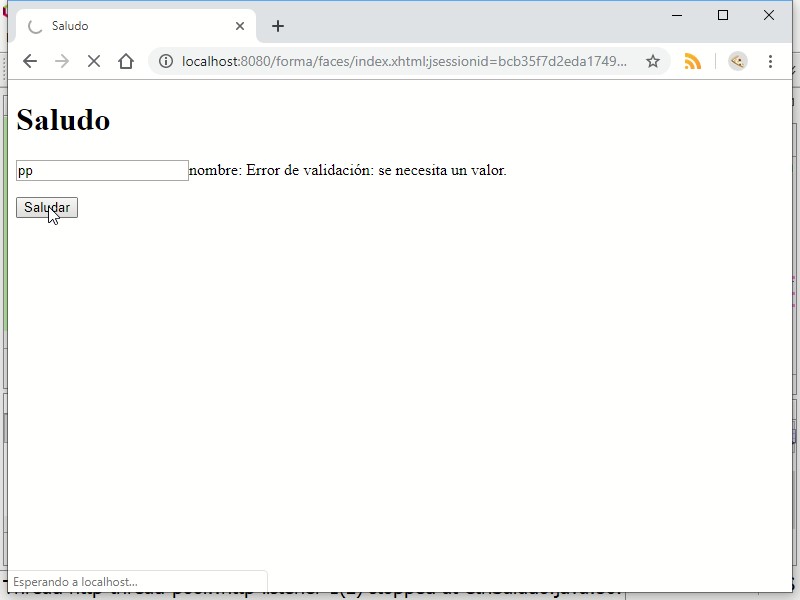 Saludo
localhost:8080/forma/faces/index.xhtml;jsessionid=bcb35f7d2eda1749...
Saludo
pp
nombre: Error de validación: se necesita un valor.
Saludar
Esperando a localhost...